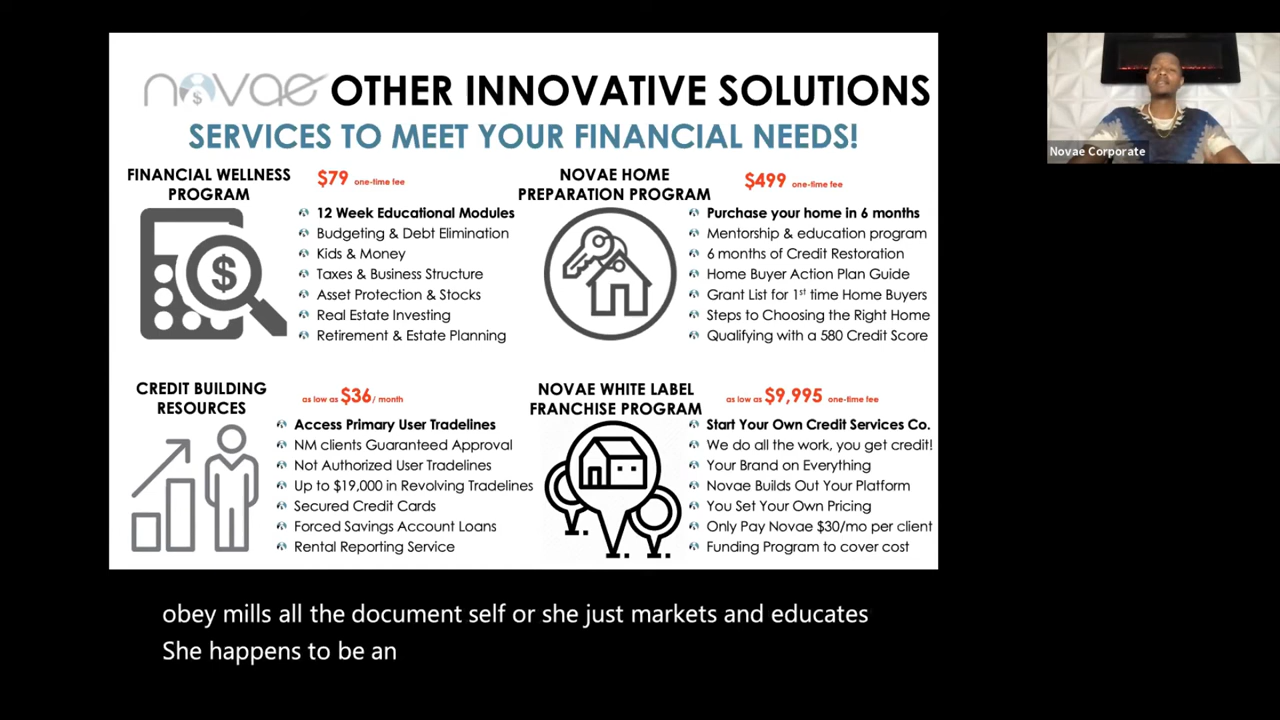 novae OTHER INNOVATIVE SOLUTIONS
SERVICES TO MEET YOUR FINANCIAL NEEDS!
FINANCIAL WELLNESS
PROGRAM
$79 one-time fee
12 Week Educational Modules
Budgeting & Debt Elimination
Kids & Money
Taxes & Business Structure
Asset Protection & Stocks
Real Estate Investing
Retirement & Estate Planning
NOVAE HOME
PREPARATION PROGRAM
$499 one-time fee
Purchase your home in 6 months
Mentorship & education program
6 months of Credit Restoration
Home Buyer Action Plan Guide
Grant List for 1st time Home Buyers
Steps to Choosing the Right Home
Qualifying with a 580 Credit Score
CREDIT BUILDING
RESOURCES
as low as $36/ month
Access Primary User Tradelines
NM clients Guaranteed Approval
Not Authorized User Tradelines
Up to $19,000 in Revolving Tradelines
Secured Credit Cards
Forced Savings Account Loans
Rental Reporting Service
NOVAE WHITE LABEL
FRANCHISE PROGRAM
as low as $9,995 one-time fee
Start Your Own Credit Services Co.
We do all the work, you get credit!
Your Brand on Everything
Novae Builds Out Your Platform
You Set Your Own Pricing
Only Pay Novae $30/mo per client
Funding Program to cover cost
Novae Corporate
obey mills all the document self or she just markets and educates
She happens to be an